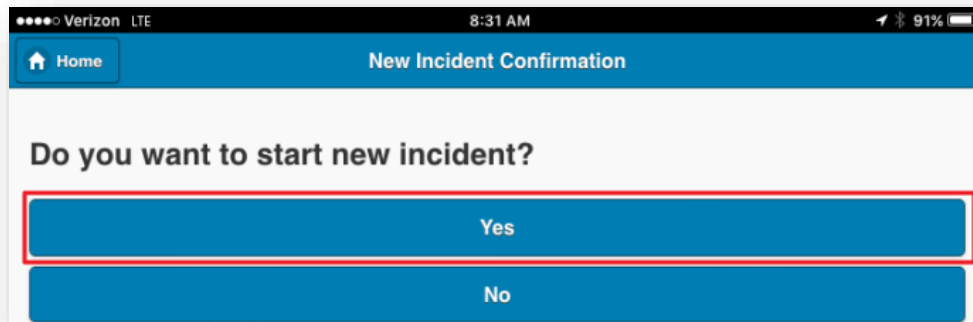 Verizon LTE 8:31 AM 91%
Home New Incident Confirmation
Do you want to start new incident?
Yes
No